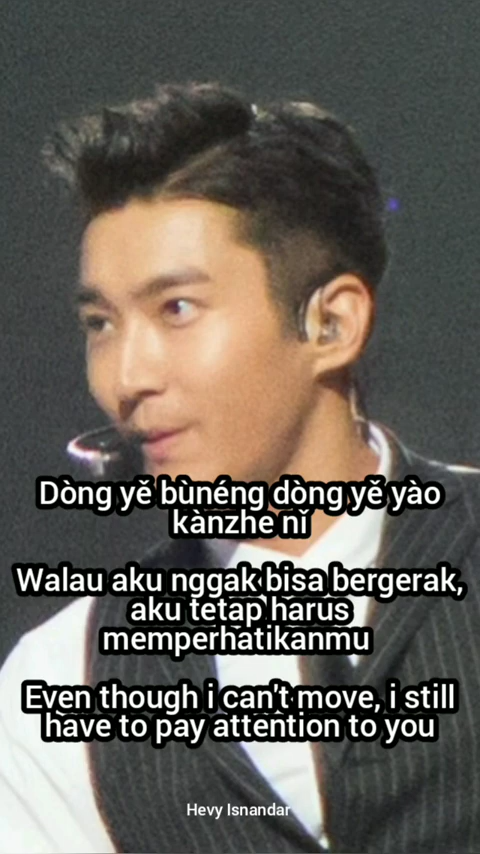 Dòng yě bùnéng dòng yě yào
kànzhe nǐ
Walau aku nggak bisa bergerak,
aku tetap harus
memperhatikanmu
Even though i can't move, i still
have to pay attention to you
Hevy Isnandar